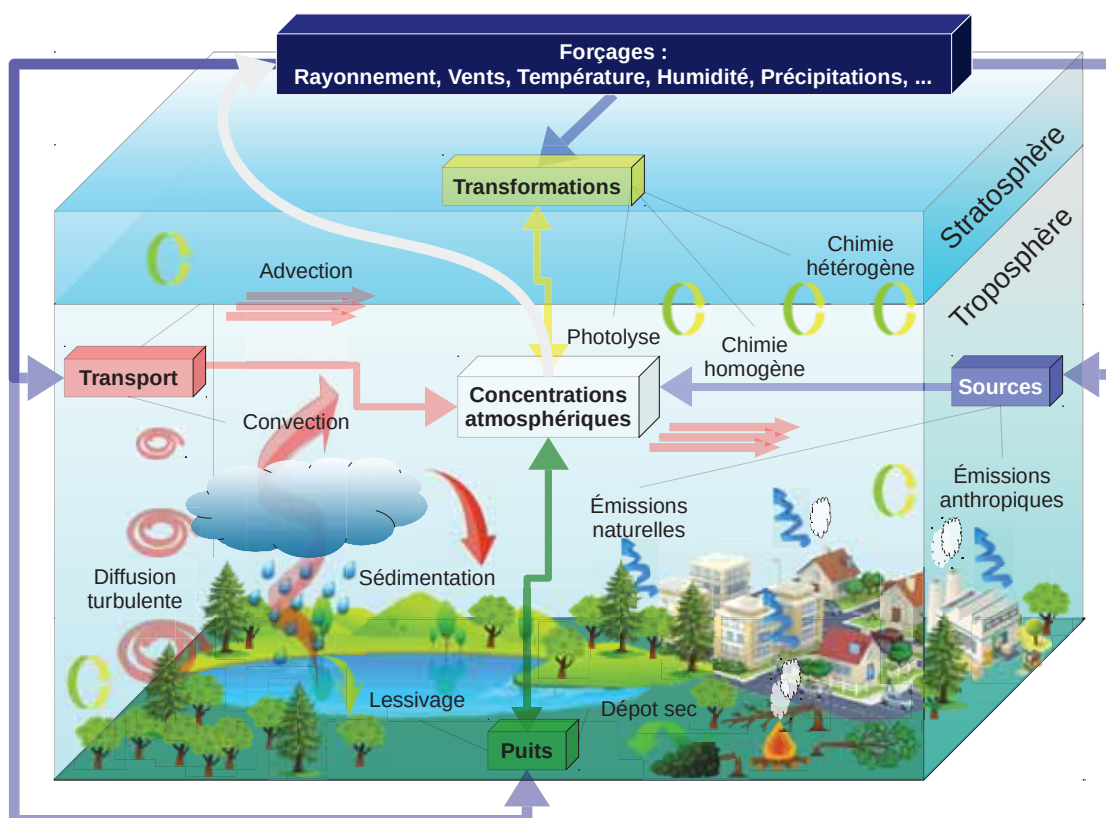 Forçages :
Rayonnement, Vents, Température, Humidité, Précipitations, ...
Transformations
Stratosphère
Troposphère
Chimie
hétérogène
Advection
Photolyse
Chimie
homogène
Transport
Concentrations
atmosphériques
Sources
Convection
Émissions
naturelles
Émissions
anthropiques
Diffusion
turbulente
Sédimentation
Lessivage
Dépot sec
Puits